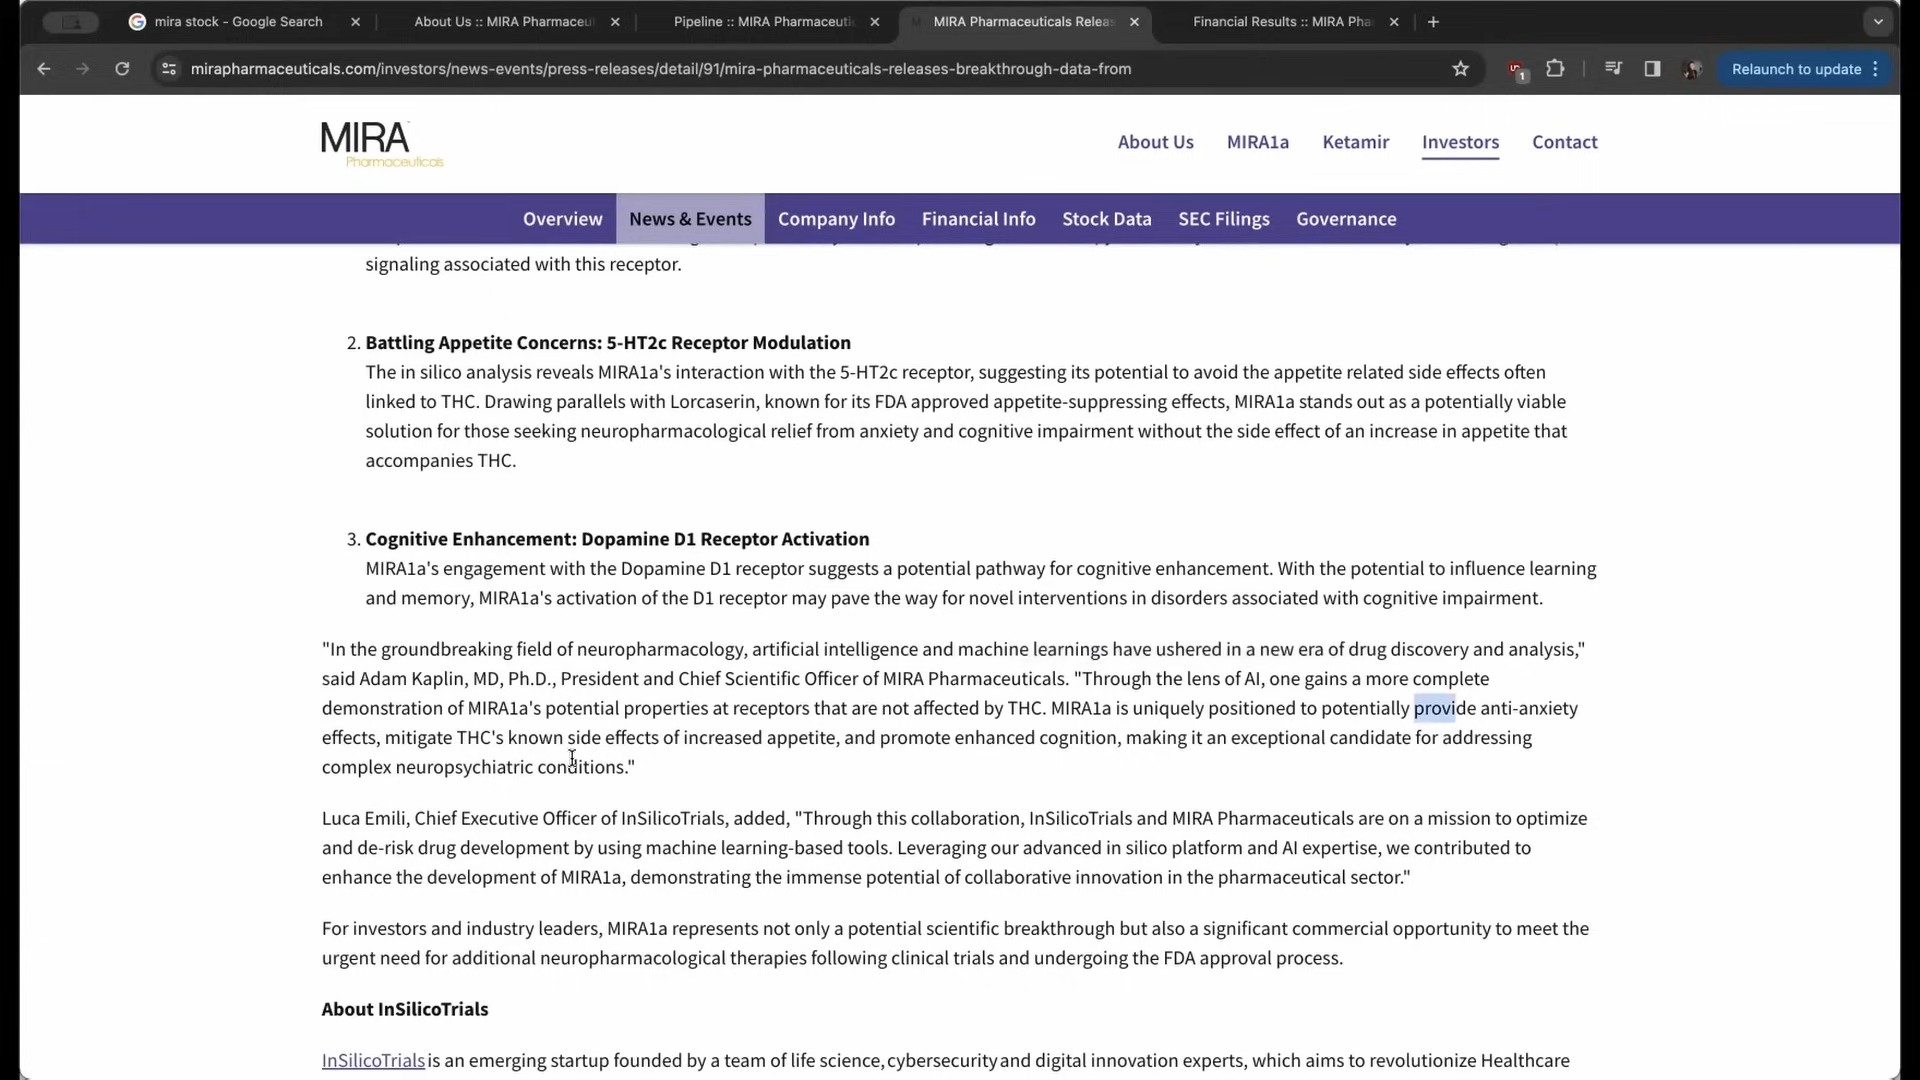 mira stock - Google Search
About Us :: MIRA Pharmaceut
Pipeline :: MIRA Pharmaceuti
MIRA Pharmaceuticals Releas
Financial Results :: MIRA Pha
mirapharmaceuticals.com/investors/news-events/press-releases/detail/91/mira-pharmaceuticals-releases-breakthrough-data-from
1
Relaunch to update
MIRA
Pharmaceuticals
About Us
MIRA1a
Ketamir
Investors
Contact
Overview
News & Events
Company Info
Financial Info
Stock Data
SEC Filings
Governance
signaling associated with this receptor.
2. Battling Appetite Concerns: 5-HT2c Receptor Modulation
The in silico analysis reveals MIRA1a's interaction with the 5-HT2c receptor, suggesting its potential to avoid the appetite related side effects often
linked to THC. Drawing parallels with Lorcaserin, known for its FDA approved appetite-suppressing effects, MIRA1a stands out as a potentially viable
solution for those seeking neuropharmacological relief from anxiety and cognitive impairment without the side effect of an increase in appetite that
accompanies THC.
3. Cognitive Enhancement: Dopamine D1 Receptor Activation
MIRA1a's engagement with the Dopamine D1 receptor suggests a potential pathway for cognitive enhancement. With the potential to influence learning
and memory, MIRA1a's activation of the D1 receptor may pave the way for novel interventions in disorders associated with cognitive impairment.
"In the groundbreaking field of neuropharmacology, artificial intelligence and machine learnings have ushered in a new era of drug discovery and analysis,"
said Adam Kaplin, MD, Ph.D., President and Chief Scientific Officer of MIRA Pharmaceuticals. "Through the lens of AI, one gains a more complete
demonstration of MIRA1a's potential properties at receptors that are not affected by THC. MIRA1a is uniquely positioned to potentially provide anti-anxiety
effects, mitigate THC's known side effects of increased appetite, and promote enhanced cognition, making it an exceptional candidate for addressing
complex neuropsychiatric conditions."
Luca Emili, Chief Executive Officer of InSilicoTrials, added, "Through this collaboration, InSilicoTrials and MIRA Pharmaceuticals are on a mission to optimize
and de-risk drug development by using machine learning-based tools. Leveraging our advanced in silico platform and AI expertise, we contributed to
enhance the development of MIRA1a, demonstrating the immense potential of collaborative innovation in the pharmaceutical sector."
For investors and industry leaders, MIRA1a represents not only a potential scientific breakthrough but also a significant commercial opportunity to meet the
urgent need for additional neuropharmacological therapies following clinical trials and undergoing the FDA approval process.
About InSilicoTrials
InSilicoTrials is an emerging startup founded by a team of life science, cybersecurity and digital innovation experts, which aims to revolutionize Healthcare